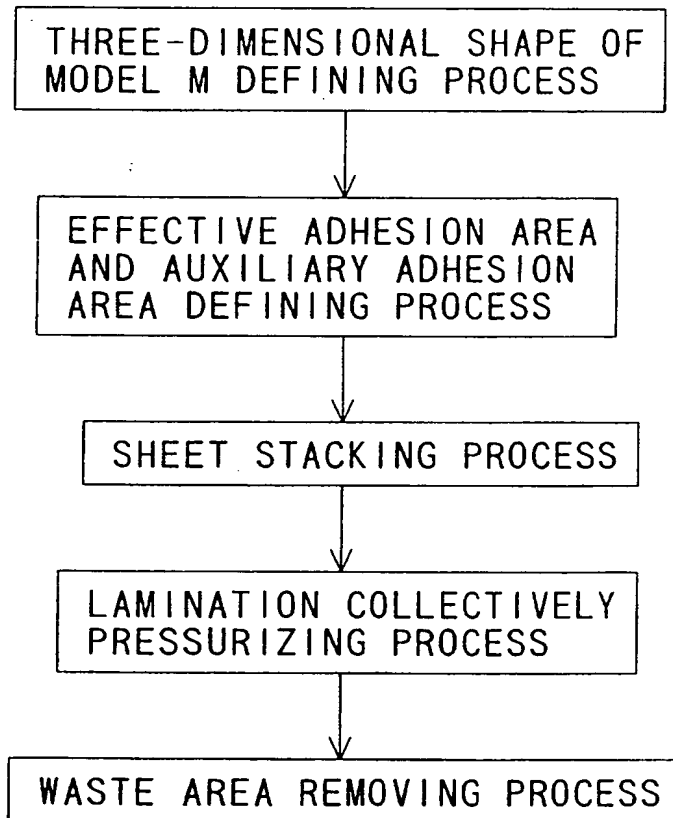 THREE-DIMENSIONAL SHAPE OF
MODEL M DEFINING PROCESS
EFFECTIVE ADHESION AREA
AND AUXILIARY ADHESION
AREA DEFINING PROCESS
SHEET STACKING PROCESS
LAMINATION COLLECTIVELY
PRESSURIZING PROCESS
WASTE AREA REMOVING PROCESS